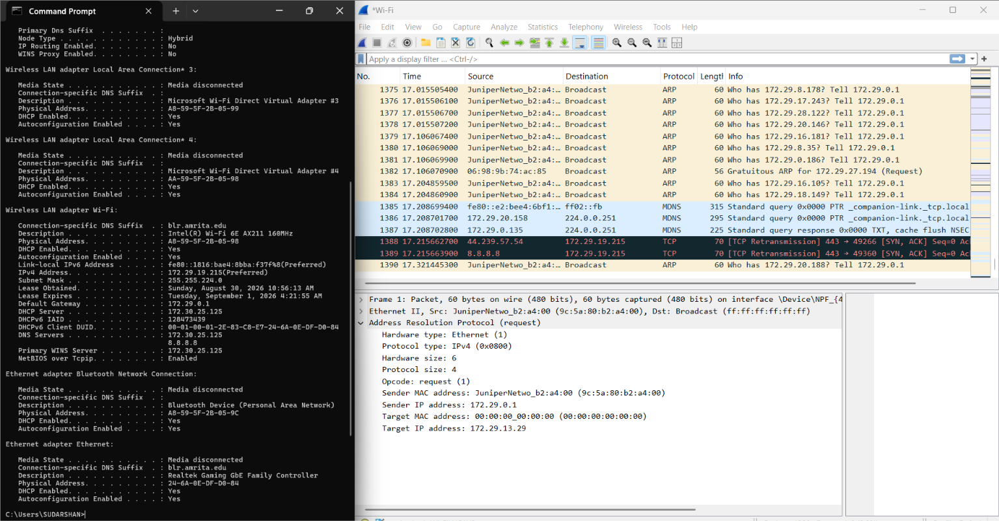 Command Prompt
Primary Dns Suffix . . . . . . . :
Node Type . . . . . . . . . . . . : Hybrid
IP Routing Enabled. . . . . . . . : No
WINS Proxy Enabled. . . . . . . . : No
Wireless LAN adapter Local Area Connection* 3:
Media State . . . . . . . . . . . : Media disconnected
Connection-specific DNS Suffix . :
Description . . . . . . . . . . . : Microsoft Wi-Fi Direct Virtual Adapter #3
Physical Address. . . . . . . . . : A8-59-5F-2B-05-99
DHCP Enabled. . . . . . . . . . . : Yes
Autoconfiguration Enabled . . . . : Yes
Wireless LAN adapter Local Area Connection* 4:
Media State . . . . . . . . . . . : Media disconnected
Connection-specific DNS Suffix . :
Description . . . . . . . . . . . : Microsoft Wi-Fi Direct Virtual Adapter #4
Physical Address. . . . . . . . . : AA-59-5F-2B-05-98
DHCP Enabled. . . . . . . . . . . : Yes
Autoconfiguration Enabled . . . . : Yes
Wireless LAN adapter Wi-Fi:
Connection-specific DNS Suffix . : blr.amrita.edu
Description . . . . . . . . . . . : Intel(R) Wi-Fi 6E AX211 160MHz
Physical Address. . . . . . . . . : A8-59-5F-2B-05-98
DHCP Enabled. . . . . . . . . . . : Yes
Autoconfiguration Enabled . . . . : Yes
Link-local IPv6 Address . . . . . : fe80::1816:bae4:8bba:f37f%8(Preferred)
IPv4 Address. . . . . . . . . . . : 172.29.19.215(Preferred)
Subnet Mask . . . . . . . . . . . : 255.255.224.0
Lease Obtained. . . . . . . . . . : Sunday, August 30, 2026 10:56:13 AM
Lease Expires . . . . . . . . . . : Tuesday, September 1, 2026 4:21:55 AM
Default Gateway . . . . . . . . . : 172.29.0.1
DHCP Server . . . . . . . . . . . : 172.30.25.125
DHCPv6 IAID . . . . . . . . . . . : 128473439
DHCPv6 Client DUID. . . . . . . . : 00-01-00-01-2E-83-C8-E7-24-6A-0E-DF-D0-84
DNS Servers . . . . . . . . . . . : 172.30.25.125
8.8.8.8
Primary WINS Server . . . . . . . : 172.30.25.125
NetBIOS over Tcpip. . . . . . . . : Enabled
Ethernet adapter Bluetooth Network Connection:
Media State . . . . . . . . . . . : Media disconnected
Connection-specific DNS Suffix . :
Description . . . . . . . . . . . : Bluetooth Device (Personal Area Network)
Physical Address. . . . . . . . . : A8-59-5F-2B-05-9C
DHCP Enabled. . . . . . . . . . . : Yes
Autoconfiguration Enabled . . . . : Yes
Ethernet adapter Ethernet:
Media State . . . . . . . . . . . : Media disconnected
Connection-specific DNS Suffix . : blr.amrita.edu
Description . . . . . . . . . . . : Realtek Gaming GbE Family Controller
Physical Address. . . . . . . . . : 24-6A-0E-DF-D0-84
DHCP Enabled. . . . . . . . . . . : Yes
Autoconfiguration Enabled . . . . : Yes
C:\Users\SUDARSHAN>
*Wi-Fi
File Edit View Go Capture Analyze Statistics Telephony Wireless Tools Help
Apply a display filter ... <Ctrl-/>
No. Time Source Destination Protocol Length Info
1375 17.015505400 JuniperNetwo_b2:a4:… Broadcast ARP 60 Who has 172.29.8.178? Tell 172.29.0.1
1376 17.015506100 JuniperNetwo_b2:a4:… Broadcast ARP 60 Who has 172.29.17.243? Tell 172.29.0.1
1377 17.015506700 JuniperNetwo_b2:a4:… Broadcast ARP 60 Who has 172.29.28.122? Tell 172.29.0.1
1378 17.015507200 JuniperNetwo_b2:a4:… Broadcast ARP 60 Who has 172.29.20.146? Tell 172.29.0.1
1379 17.106067400 JuniperNetwo_b2:a4:… Broadcast ARP 60 Who has 172.29.16.181? Tell 172.29.0.1
1380 17.106069000 JuniperNetwo_b2:a4:… Broadcast ARP 60 Who has 172.29.8.35? Tell 172.29.0.1
1381 17.106069900 JuniperNetwo_b2:a4:… Broadcast ARP 60 Who has 172.29.0.186? Tell 172.29.0.1
1382 17.106070900 06:98:9b:74:ac:85 Broadcast ARP 56 Gratuitous ARP for 172.29.27.194 (Request)
1383 17.204859500 JuniperNetwo_b2:a4:… Broadcast ARP 60 Who has 172.29.16.105? Tell 172.29.0.1
1384 17.204860900 JuniperNetwo_b2:a4:… Broadcast ARP 60 Who has 172.29.18.149? Tell 172.29.0.1
1385 17.208699400 fe80::e2:bee4:6bf1:… ff02::fb MDNS 315 Standard query 0x0000 PTR _companion-link._tcp.local
1386 17.208701700 172.29.20.158 224.0.0.251 MDNS 295 Standard query 0x0000 PTR _companion-link._tcp.local
1387 17.208702800 172.29.0.135 224.0.0.251 MDNS 225 Standard query response 0x0000 TXT, cache flush NSEC
1388 17.215662700 44.239.57.54 172.29.19.215 TCP 70 [TCP Retransmission] 443 → 49266 [SYN, ACK] Seq=0 Ac
1389 17.215663900 8.8.8.8 172.29.19.215 TCP 70 [TCP Retransmission] 443 → 49360 [SYN, ACK] Seq=0 Ac
1390 17.321445300 JuniperNetwo_b2:a4:… Broadcast ARP 60 Who has 172.29.20.188? Tell 172.29.0.1
Frame 1: Packet, 60 bytes on wire (480 bits), 60 bytes captured (480 bits) on interface \Device\NPF_{4
Ethernet II, Src: JuniperNetwo_b2:a4:00 (9c:5a:80:b2:a4:00), Dst: Broadcast (ff:ff:ff:ff:ff:ff)
Address Resolution Protocol (request)
Hardware type: Ethernet (1)
Protocol type: IPv4 (0x0800)
Hardware size: 6
Protocol size: 4
Opcode: request (1)
Sender MAC address: JuniperNetwo_b2:a4:00 (9c:5a:80:b2:a4:00)
Sender IP address: 172.29.0.1
Target MAC address: 00:00:00_00:00:00 (00:00:00:00:00:00)
Target IP address: 172.29.13.29